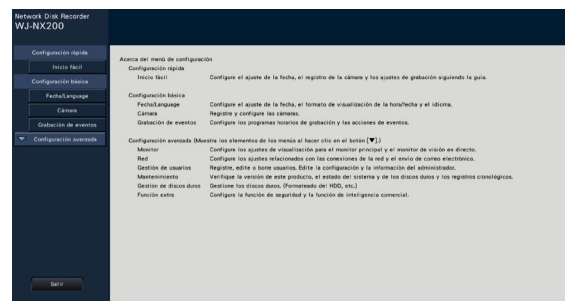 Network Disk Recorder
WJ-NX200
Configuración rápida
Inicio fácil
Configuración básica
Fecha/Language
Cámara
Grabación de eventos
Configuración avanzada
Salir
Acerca del menú de configuración
Configuración rápida
Inicio fácil Configure el ajuste de la fecha, el registro de la cámara y los ajustes de grabación siguiendo la guía.
Configuración básica
Fecha/Language Configure el ajuste de la fecha, el formato de visualización de la hora/fecha y el idioma.
Cámara Registre y configure las cámaras.
Grabación de eventos Configure los programas horarios de grabación y las acciones de eventos.
Configuración avanzada (Muestra los elementos de los menús al hacer clic en el botón [▼].)
Monitor Configure los ajustes de visualización para el monitor principal y el monitor de visión en directo.
Red Configure los ajustes relacionados con las conexiones de la red y el envío de correo electrónico.
Gestión de usuarios Registre, edite o borre usuarios. Edite la configuración y la información del administrador.
Mantenimiento Verifique la versión de este producto, el estado del sistema y de los discos duros y los registros cronológicos.
Gestión de discos duros Gestione los discos duros. (Formateado del HDD, etc.)
Función extra Configure la función de seguridad y la función de inteligencia comercial.